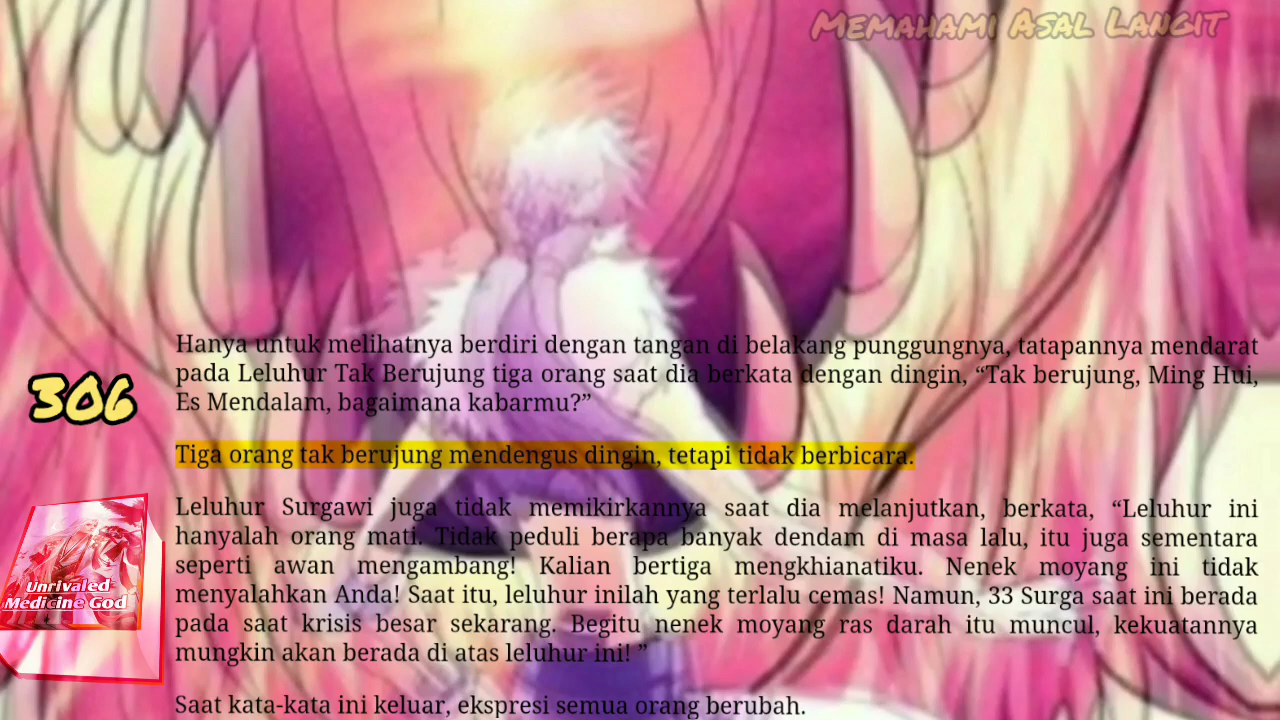 Memahami Asal Langit
Hanya untuk melihatnya berdiri dengan tangan di belakang punggungnya, tatapannya mendarat
pada Leluhur Tak Berujung tiga orang saat dia berkata dengan dingin, “Tak berujung, Ming Hui,
Es Mendalam, bagaimana kabarmu?”
306
Tiga orang tak berujung mendengus dingin, tetapi tidak berbicara.
Leluhur Surgawi juga tidak memikirkannya saat dia melanjutkan, berkata, “Leluhur ini
hanyalah orang mati. Tidak peduli berapa banyak dendam di masa lalu, itu juga sementara
seperti awan mengambang! Kalian bertiga mengkhianatiku. Nenek moyang ini tidak
menyalahkan Anda! Saat itu, leluhur inilah yang terlalu cemas! Namun, 33 Surga saat ini berada
pada saat krisis besar sekarang. Begitu nenek moyang ras darah itu muncul, kekuatannya
mungkin akan berada di atas leluhur ini! ”
Unrivaled
Medicine God
Saat kata-kata ini keluar, ekspresi semua orang berubah.